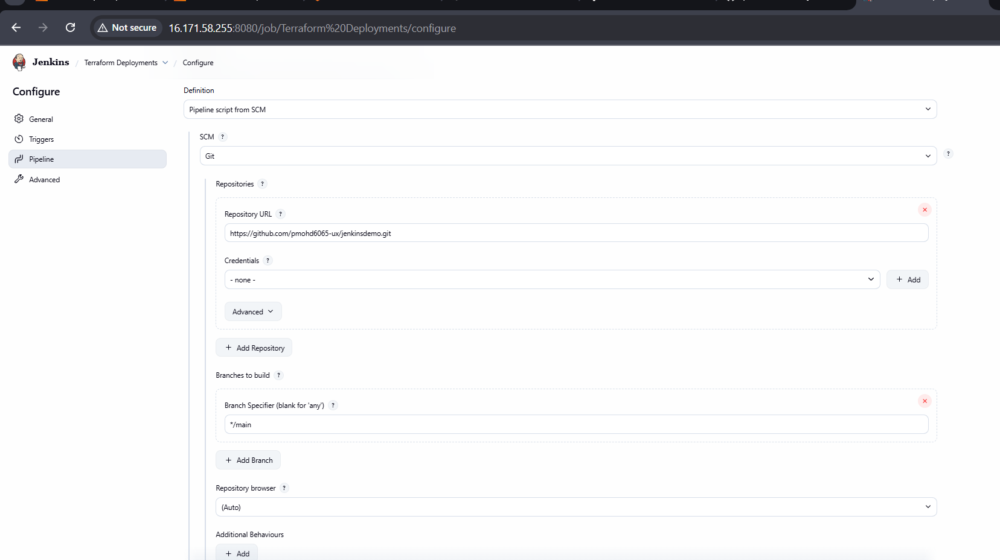 Not secure
16.171.58.255:8080/job/Terraform%20Deployments/configure
Jenkins / Terraform Deployments / Configure
Configure
General
Triggers
Pipeline
Advanced
Definition
Pipeline script from SCM
SCM ?
Git
?
Repositories ?
Repository URL ?
https://github.com/pmohd6065-ux/jenkinsdemo.git
Credentials ?
- none -
+ Add
Advanced
+ Add Repository
Branches to build ?
Branch Specifier (blank for 'any') ?
*/main
+ Add Branch
Repository browser ?
(Auto)
Additional Behaviours
+ Add